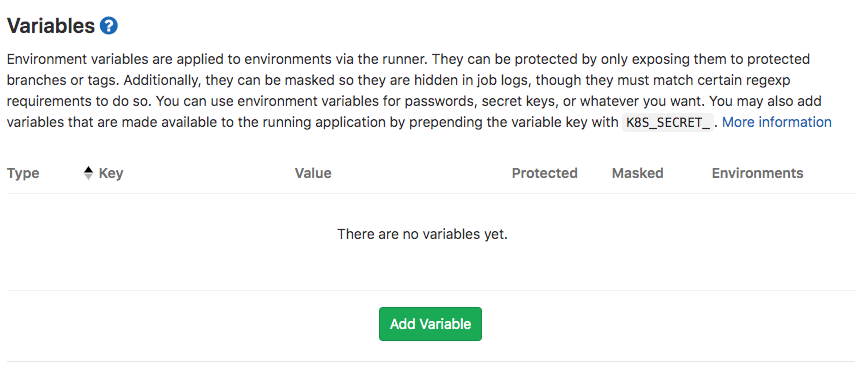 Variables ?
Environment variables are applied to environments via the runner. They can be protected by only exposing them to protected
branches or tags. Additionally, they can be masked so they are hidden in job logs, though they must match certain regexp
requirements to do so. You can use environment variables for passwords, secret keys, or whatever you want. You may also add
variables that are made available to the running application by prepending the variable key with K8S_SECRET_ . More information
Type Key Value Protected Masked Environments
There are no variables yet.
Add Variable